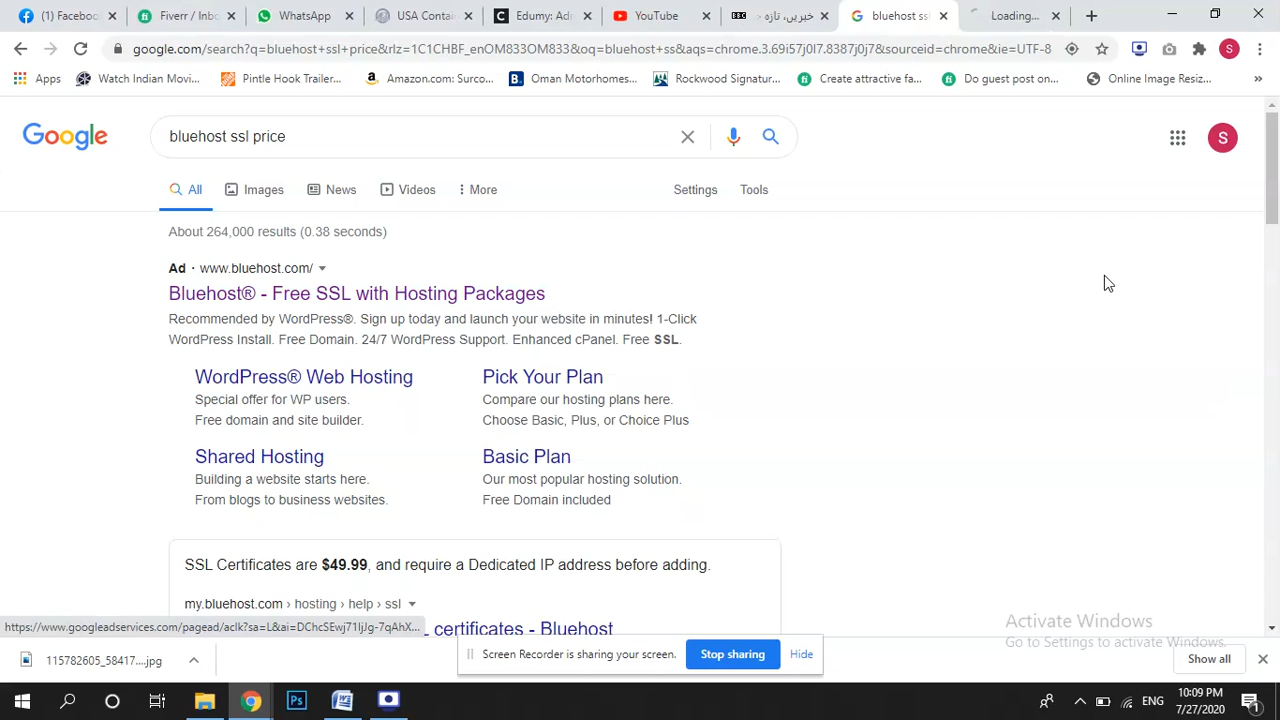 (1) Faceboo
Fiverr / Inbo
WhatsApp
USA Contai
Edumy: Ad
YouTube
BBC خبریں، تازہ
bluehost ssl
Loading...
google.com/search?q=bluehost+ssl+price&rlz=1C1CHBF_enOM833OM833&oq=bluehost+ss&aqs=chrome.3.69i57j0l7.8387j0j7&sourceid=chrome&ie=UTF-8
S
Apps
Watch Indian Movi...
Pintle Hook Trailer...
Amazon.com: Surco...
Oman Motorhomes...
Rockwood Signatur...
Create attractive fa...
Do guest post on...
Online Image Resiz...
»
Google
bluehost ssl price
S
All
Images
News
Videos
More
Settings
Tools
About 264,000 results (0.38 seconds)
Ad · www.bluehost.com/
Bluehost® - Free SSL with Hosting Packages
Recommended by WordPress®. Sign up today and launch your website in minutes! 1-Click
WordPress Install. Free Domain. 24/7 WordPress Support. Enhanced cPanel. Free SSL.
WordPress® Web Hosting
Special offer for WP users.
Free domain and site builder.
Pick Your Plan
Compare our hosting plans here.
Choose Basic, Plus, or Choice Plus
Shared Hosting
Building a website starts here.
From blogs to business websites.
Basic Plan
Our most popular hosting solution.
Free Domain included
SSL Certificates are $49.99, and require a Dedicated IP address before adding.
my.bluehost.com › hosting › help › ssl
certificates - Bluehost
Activate Windows
Go to Settings to activate Windows.
115782605_58417....jpg
Screen Recorder is sharing your screen.
Stop sharing
Hide
Show all
Ps
W
ENG
10:09 PM
7/27/2020
1